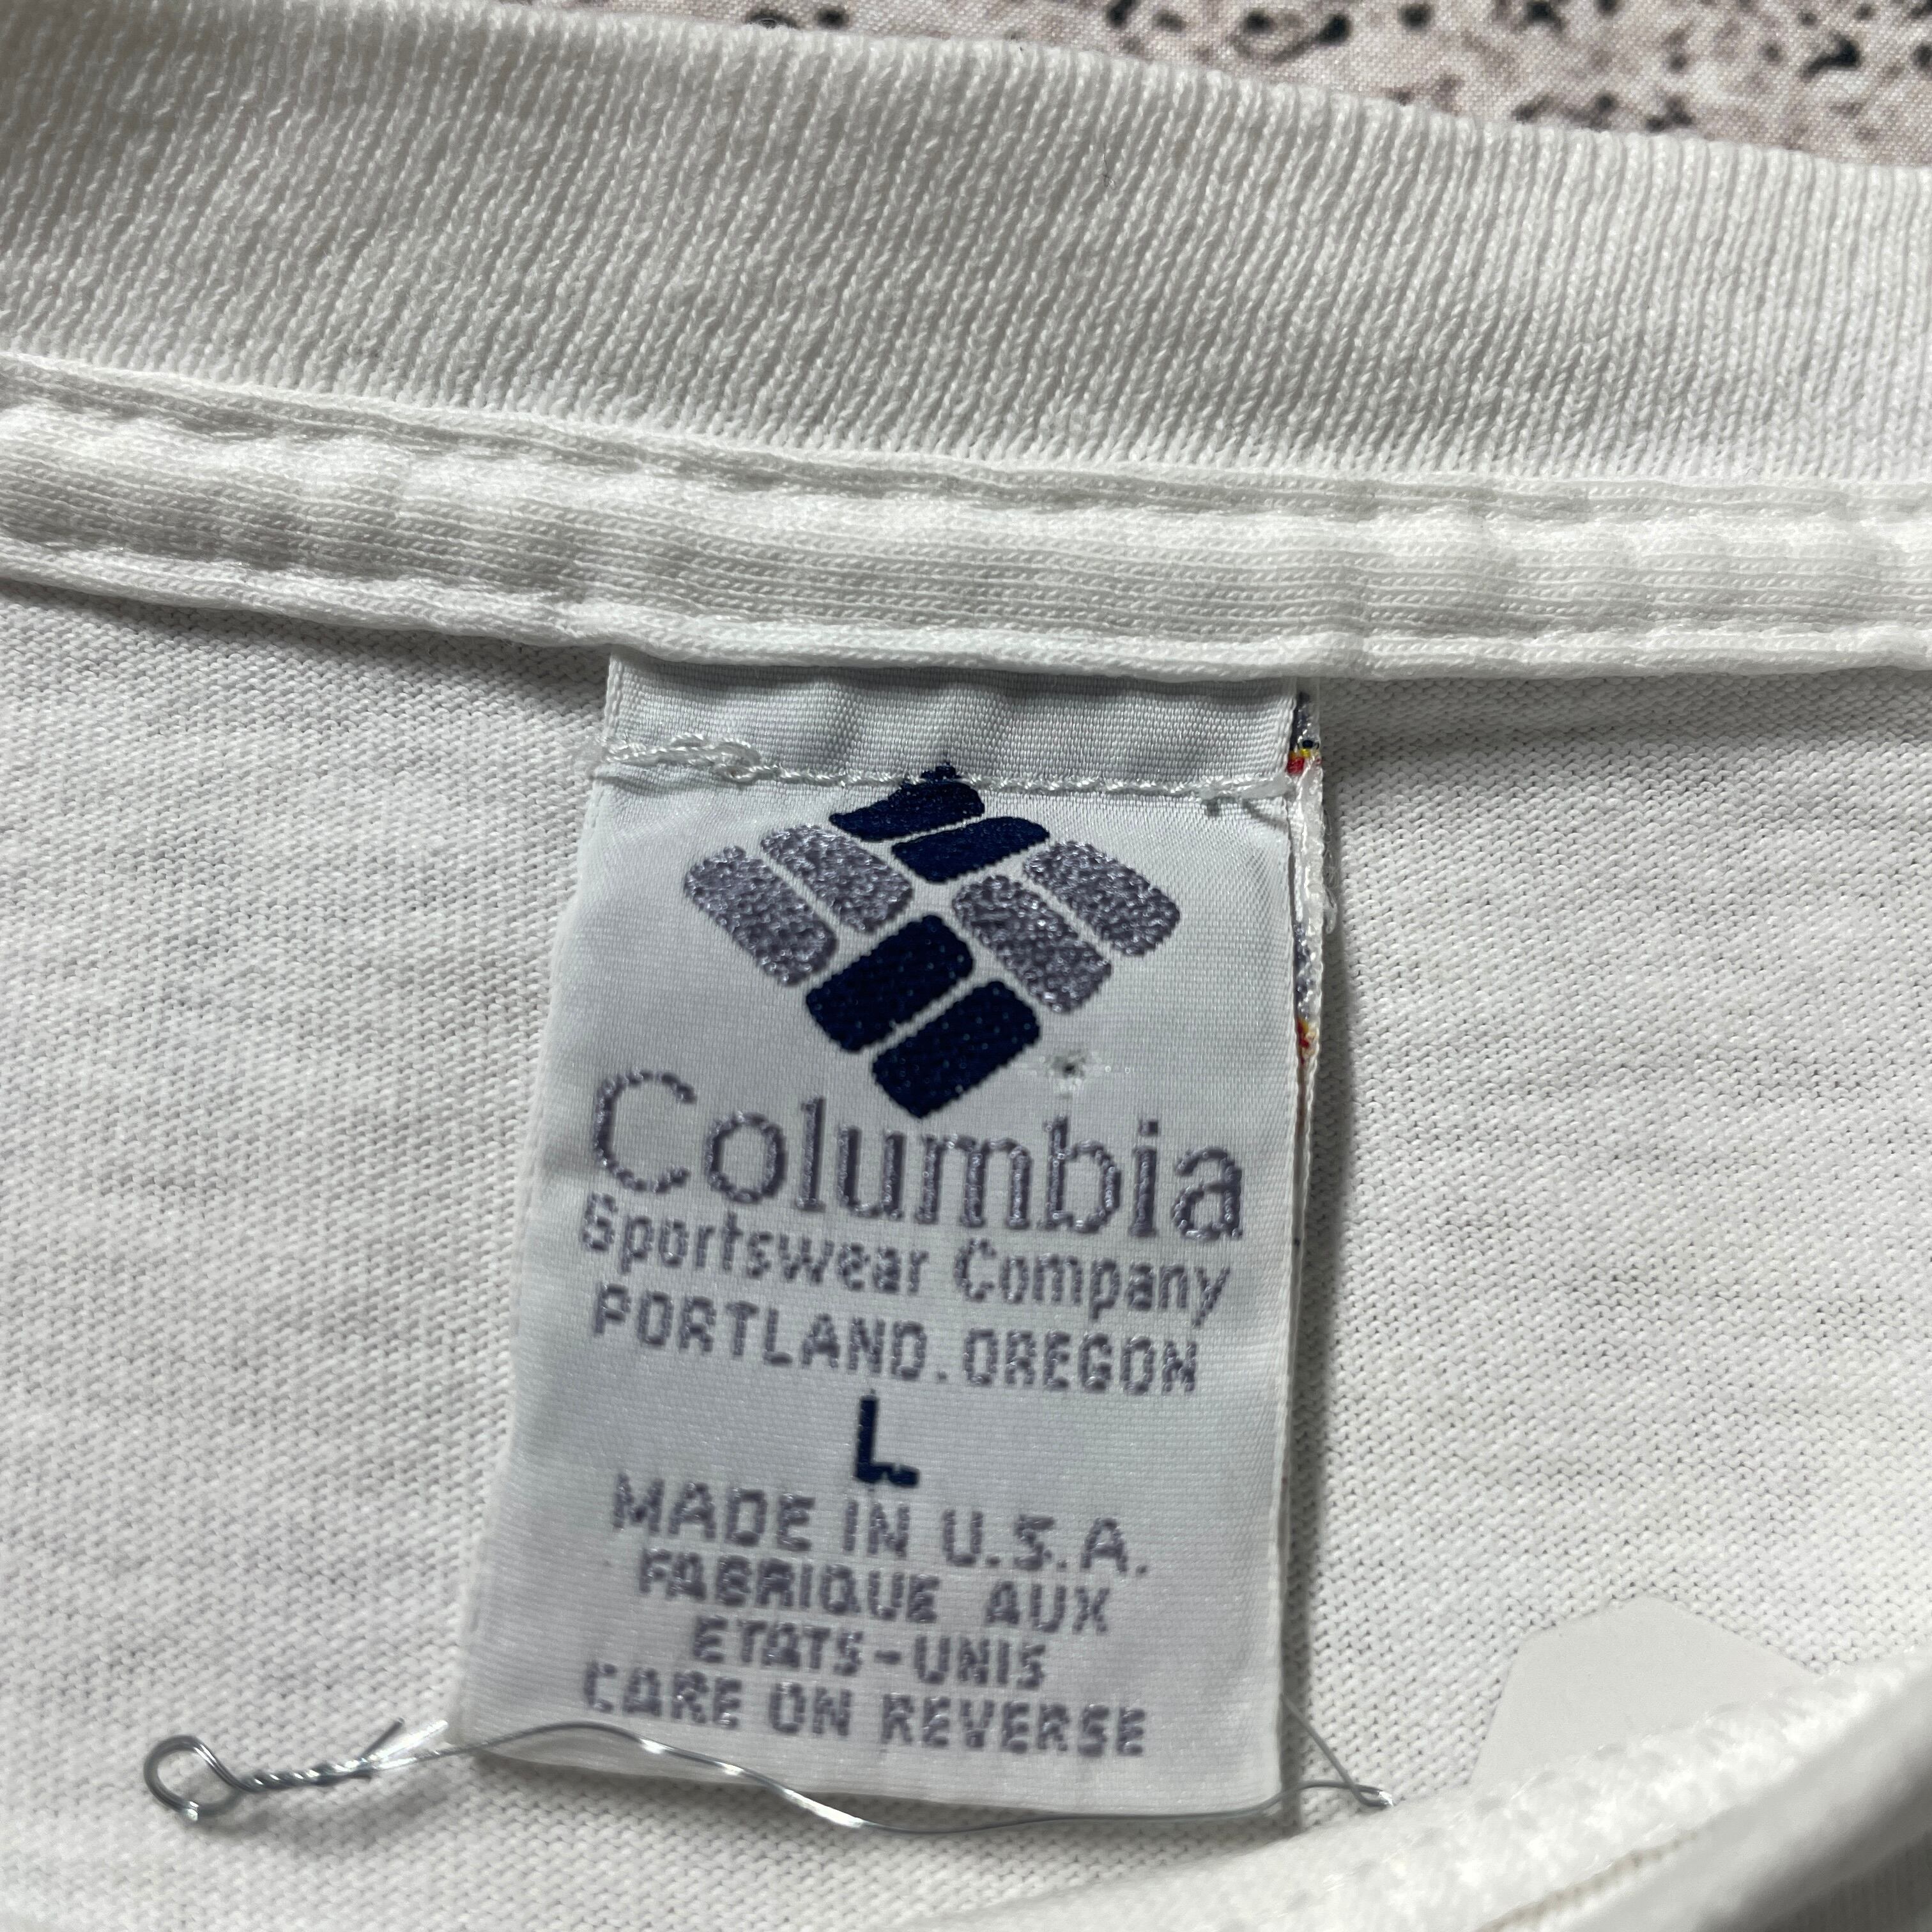 Columbia
Sportswear Company
PORTLAND.OREGON
L
MADE IN U.S.A.
FABRIQUE AUX
ETATS-UNIS
CARE ON REVERSE